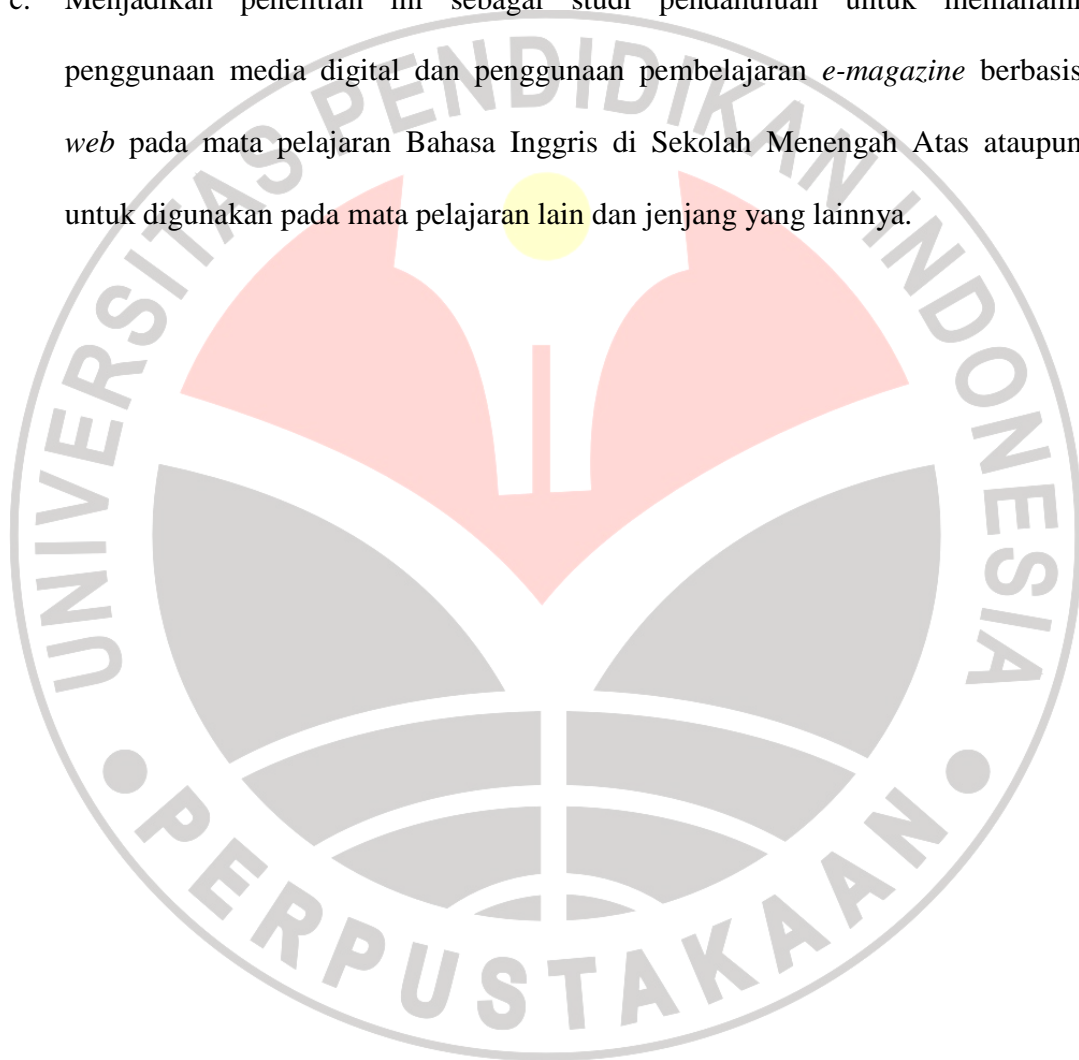 c. Menjadikan penelitian ini sebagai studi pendahuluan untuk memahami
penggunaan media digital dan penggunaan pembelajaran e-magazine berbasis
web pada mata pelajaran Bahasa Inggris di Sekolah Menengah Atas ataupun
untuk digunakan pada mata pelajaran lain dan jenjang yang lainnya.
UNIVERSITAS PENDIDIKAN INDONESIA
PERPUSTAKAAN